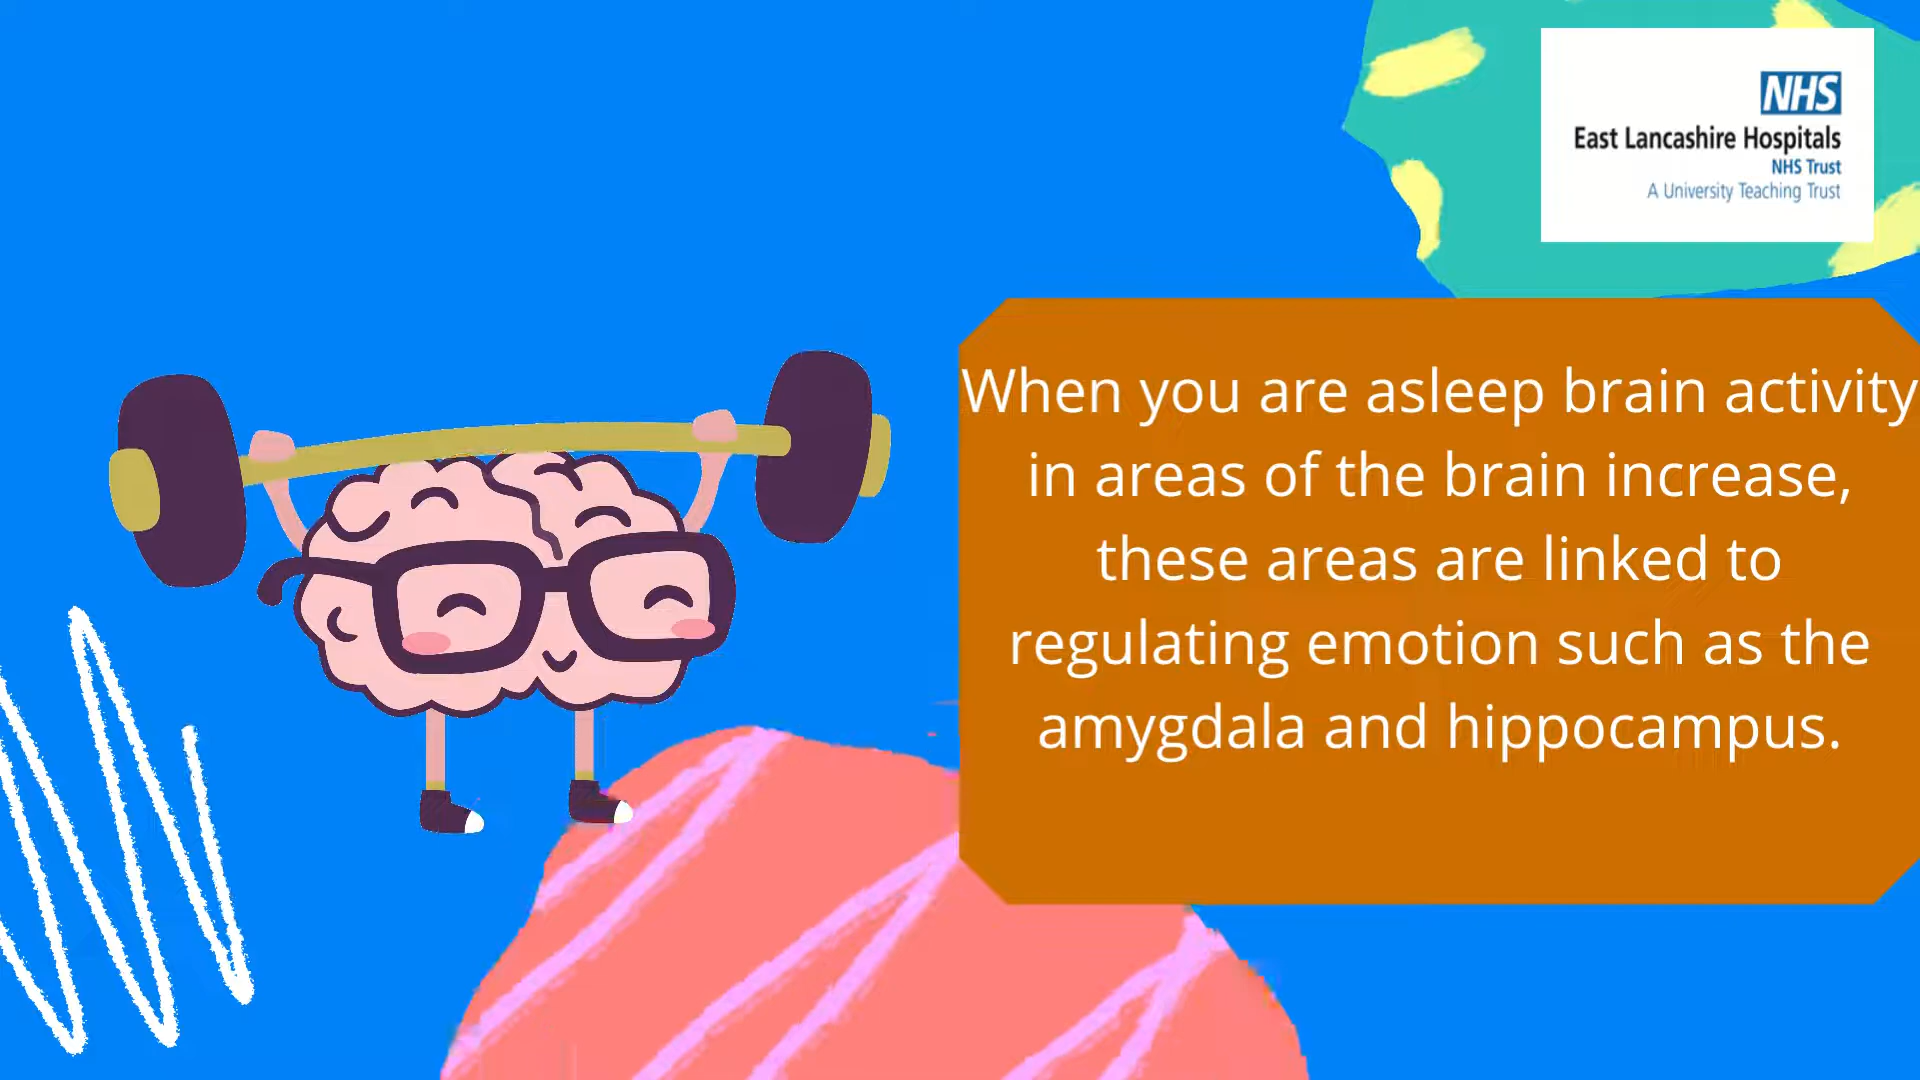 NHS
East Lancashire Hospitals
NHS Trust
A University Teaching Trust
When you are asleep brain activity
in areas of the brain increase,
these areas are linked to
regulating emotion such as the
amygdala and hippocampus.